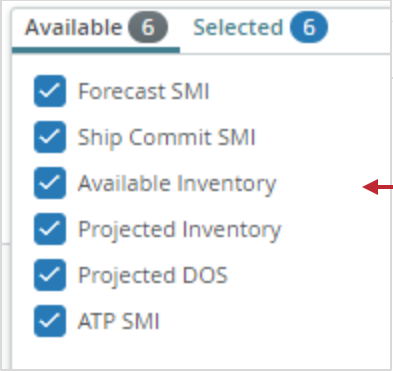 Available 6 Selected 6
Forecast SMI
Ship Commit SMI
Available Inventory
Projected Inventory
Projected DOS
ATP SMI